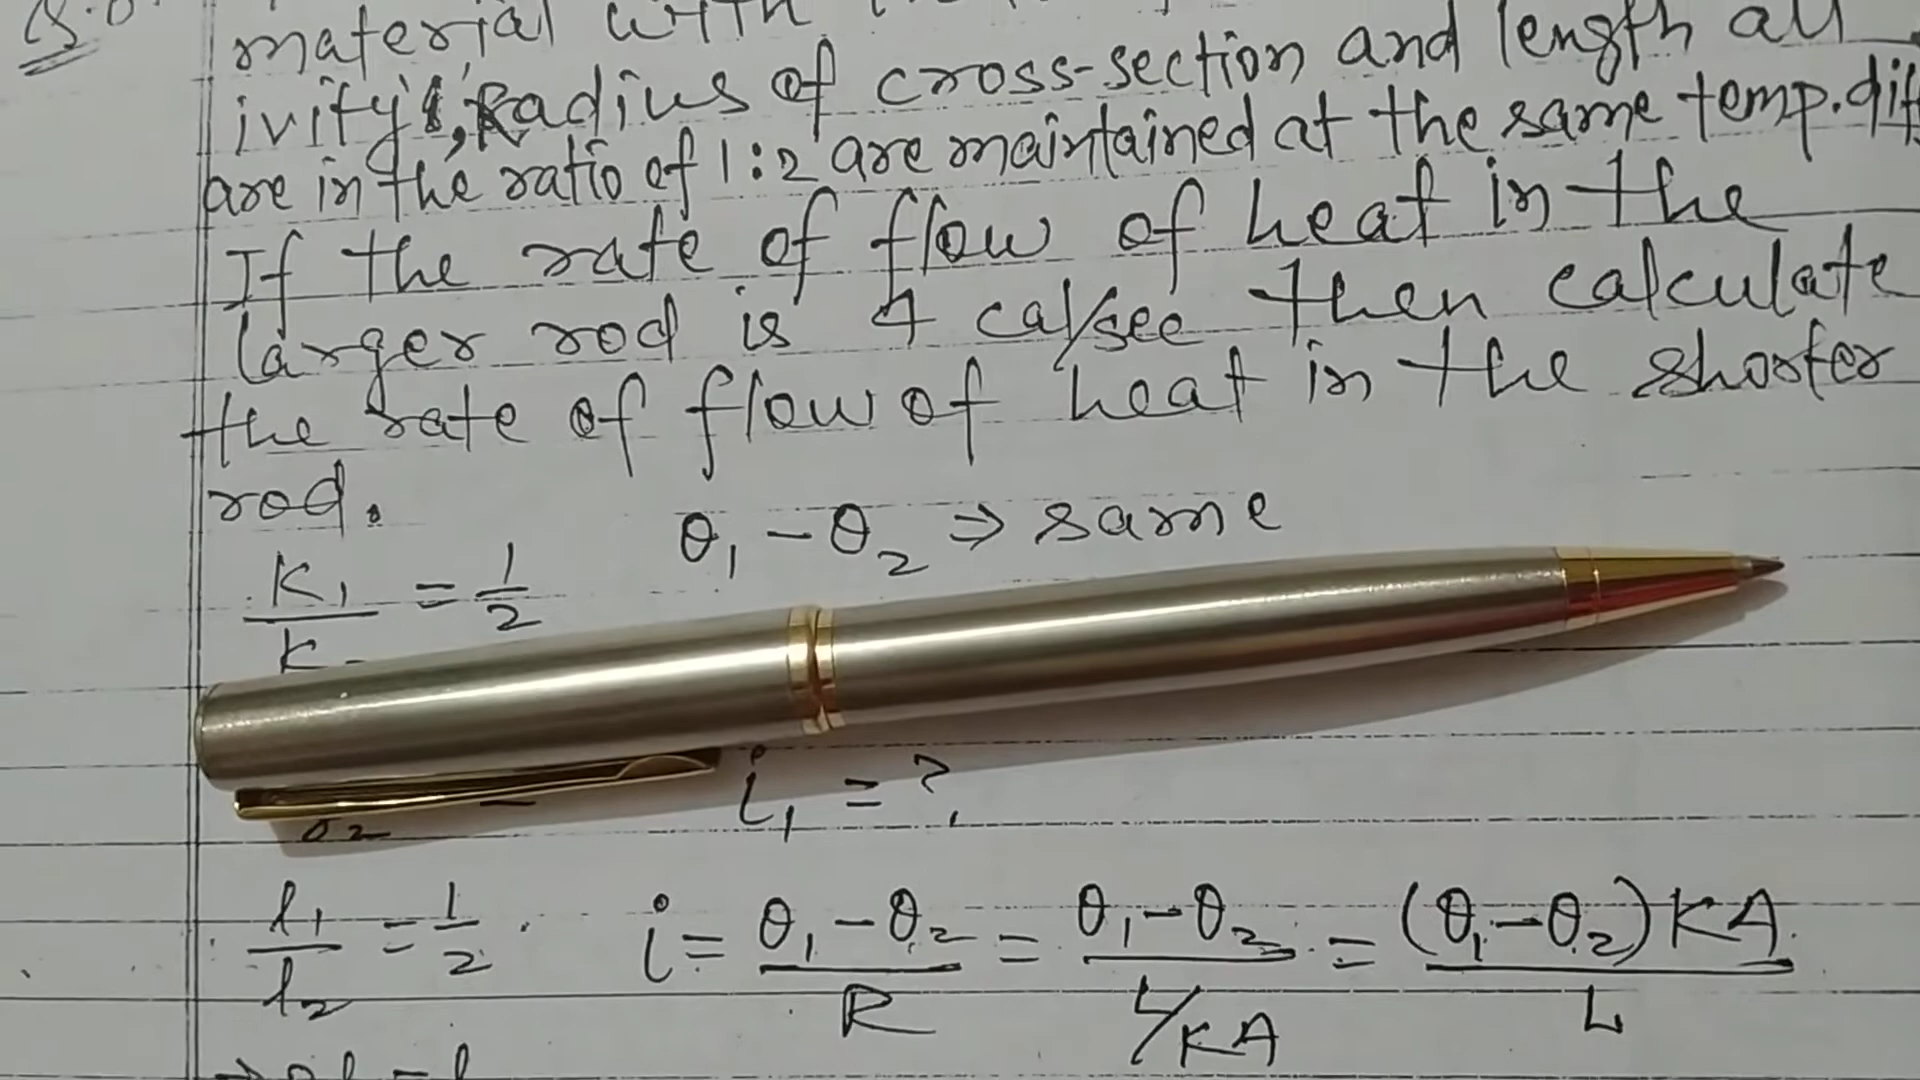 material with
ivity's, Radius of cross-section and length all
are in the ratio of 1:2 are maintained at the same temp. dif
If the rate of flow of heat in the
larger rod is 4 cal/sec then calculate
the rate of flow of heat in the shorter
rod.
θ₁ - θ₂ ⇒ same
K₁/K = 1/2
i₁ = ?
l₁/l₂ = 1/2
i = (θ₁ - θ₂)/R = (θ₁ - θ₂)/(L/KA) = (θ₁ - θ₂)KA/L